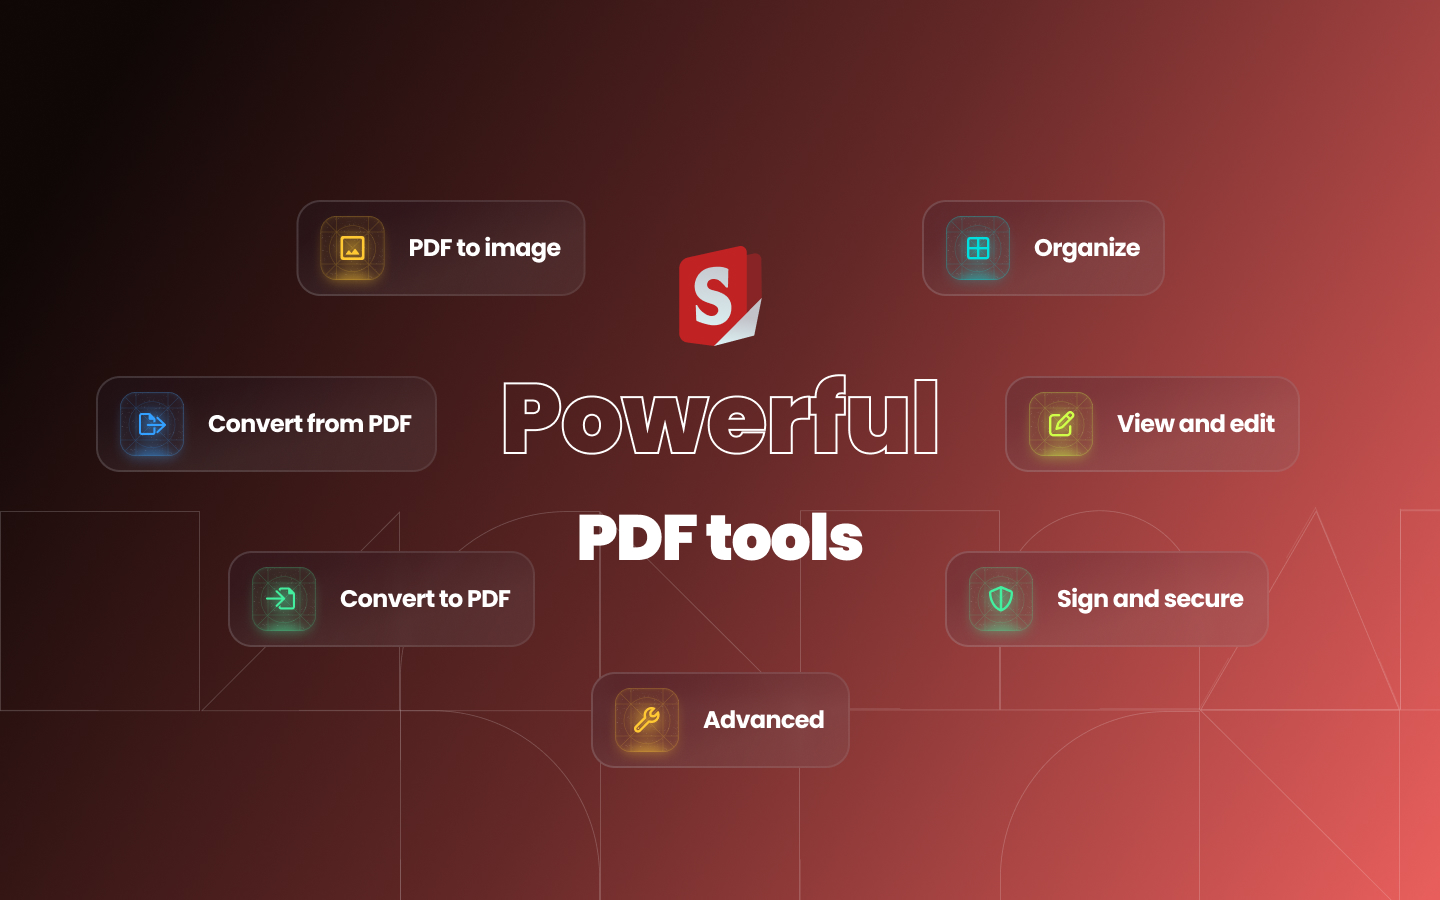 PDF to image
Organize
S
Powerful
Convert from PDF
View and edit
PDF tools
Convert to PDF
Sign and secure
Advanced